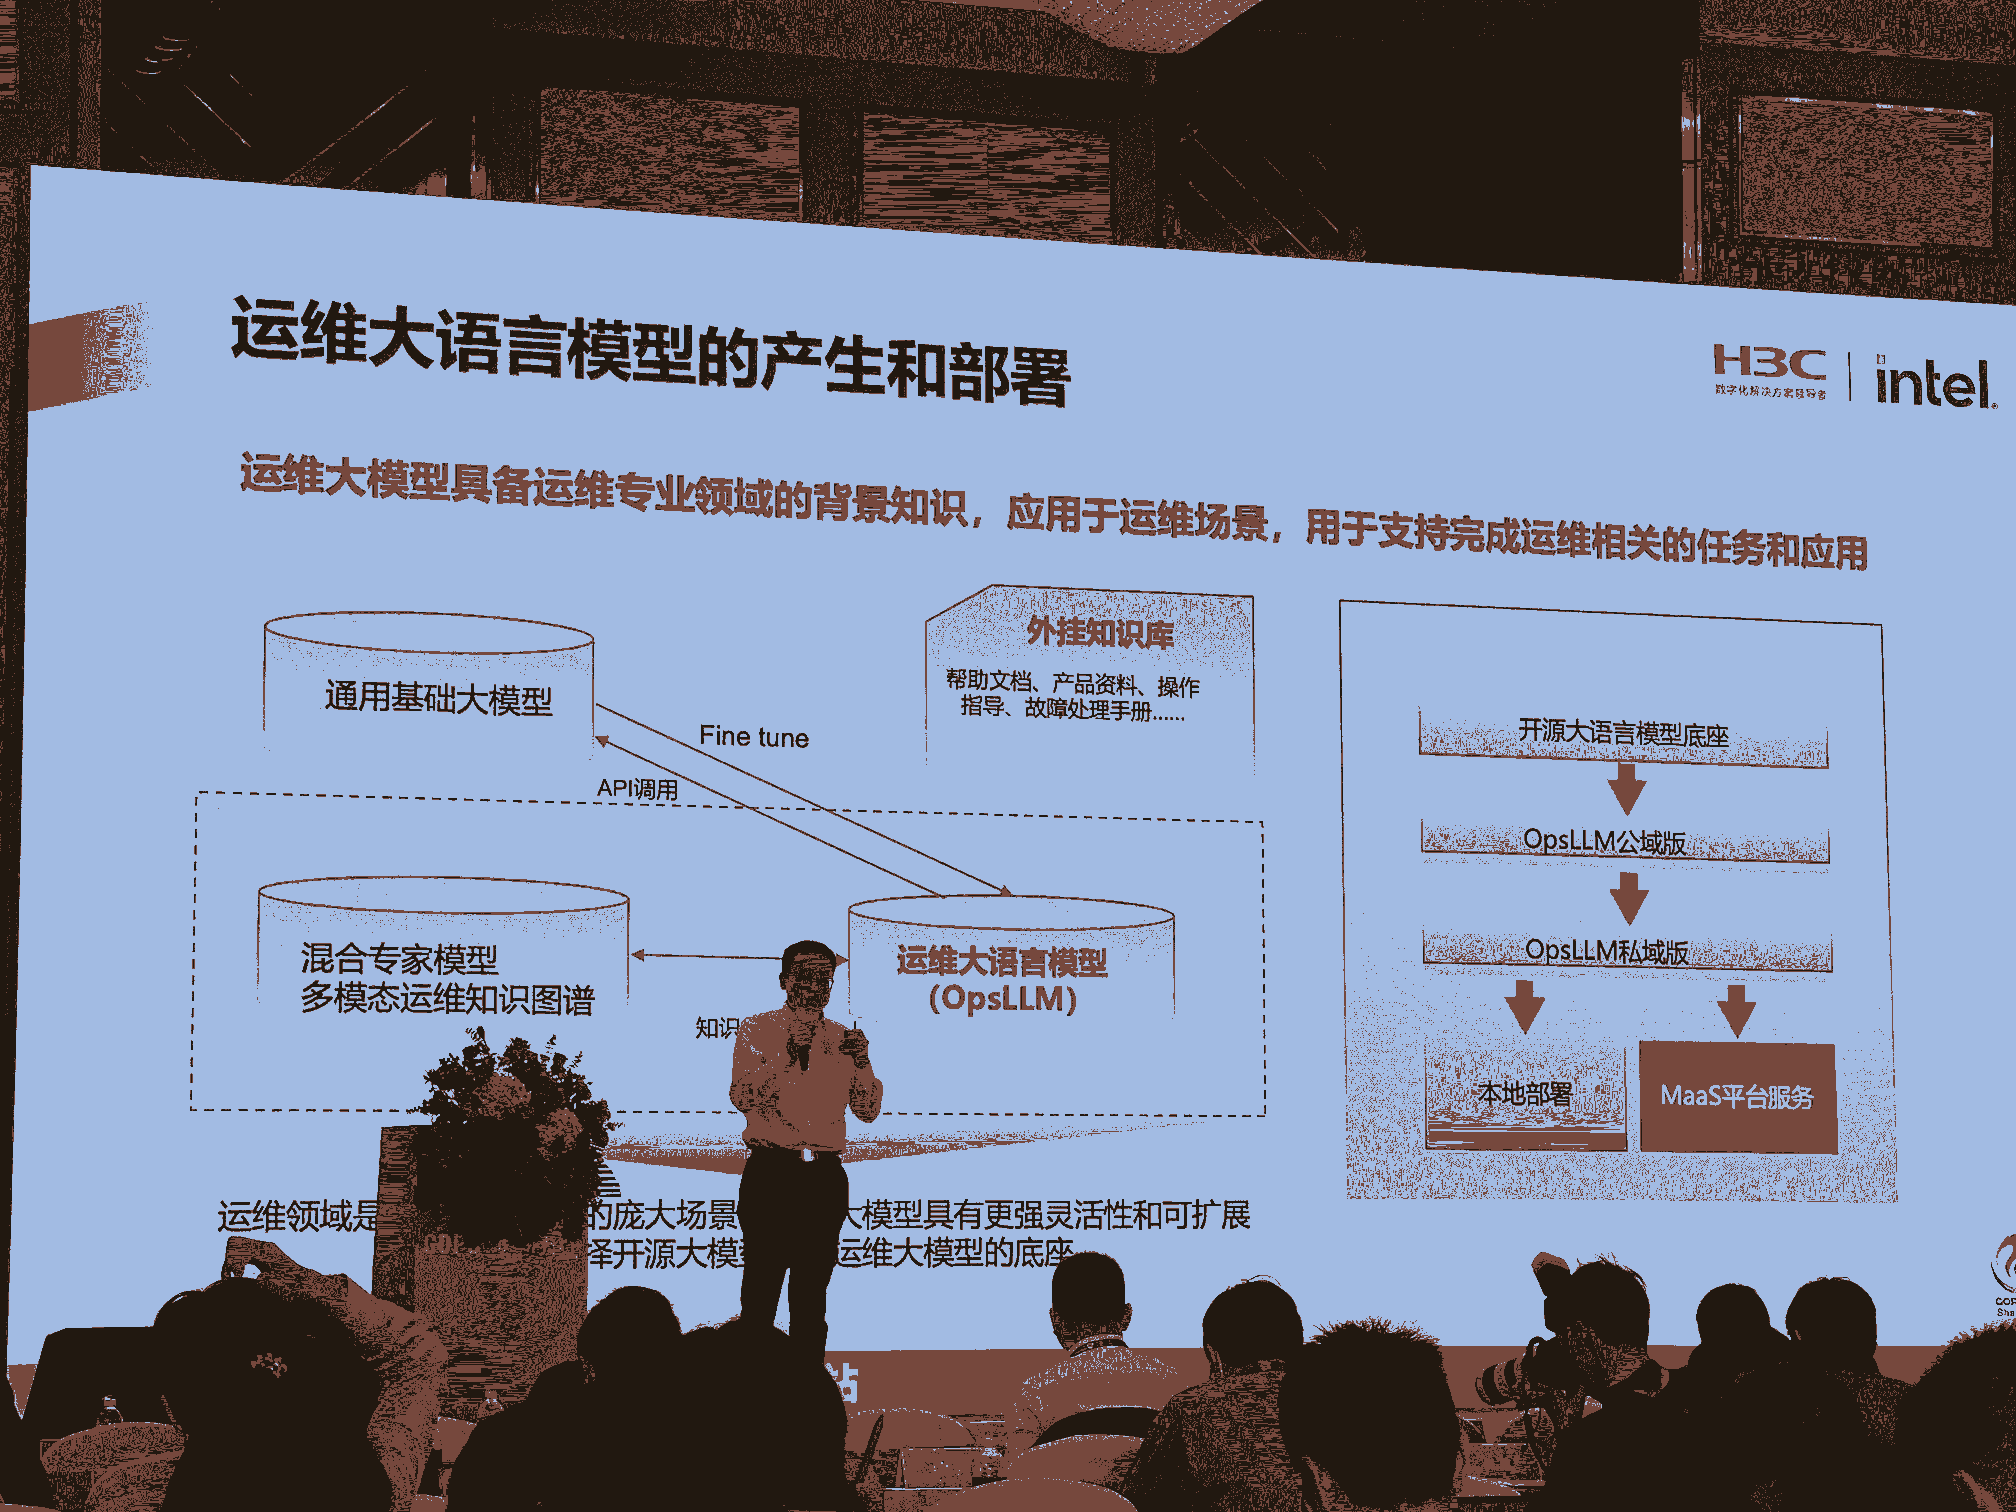 运维大语言模型的产生和部署
H3C
数字化解决方案领导者
intel.
运维大模型具备运维专业领域的背景知识，应用于运维场景，用于支持完成运维相关的任务和应用
通用基础大模型
Fine tune
API调用
外挂知识库
帮助文档、产品资料、操作
指导、故障处理手册......
混合专家模型
多模态运维知识图谱
知识
运维大语言模型
(OpsLLM)
开源大语言模型底座
OpsLLM公域版
OpsLLM私域版
本地部署
MaaS平台服务
运维领域是 的庞大场景 大模型具有更强灵活性和可扩展
择开源大模型 运维大模型的底座
站